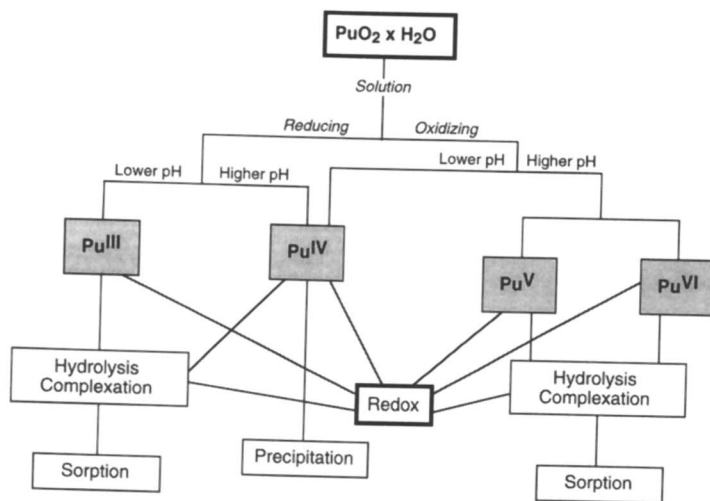 PuO2 x H2O
Solution
Reducing Oxidizing
Lower pH Higher pH
Lower pH Higher pH
PuIII
PuIV
PuV
PuVI
Hydrolysis
Complexation
Redox
Hydrolysis
Complexation
Sorption
Precipitation
Sorption